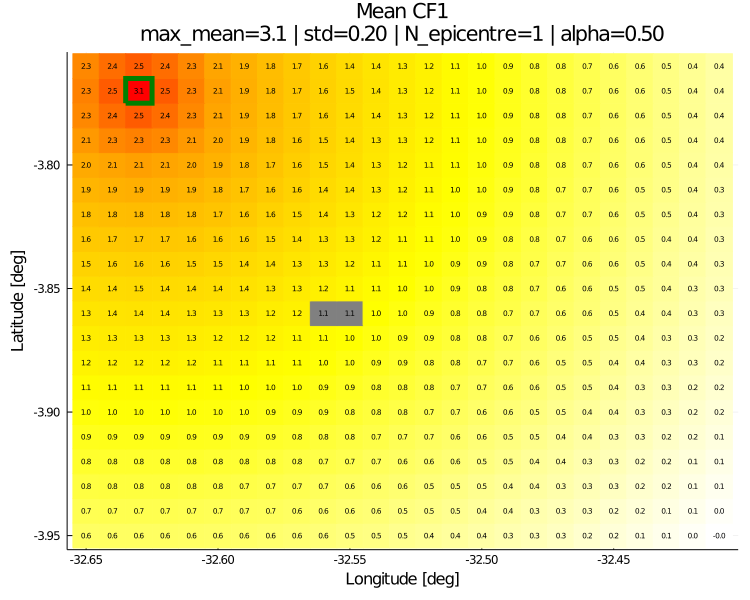 Mean CF1
max_mean=3.1 | std=0.20 | N_epicentre=1 | alpha=0.50
2.3 2.4 2.5 2.4 2.3 2.1 1.9 1.8 1.7 1.6 1.4 1.4 1.3 1.2 1.1 1.0 0.9 0.8 0.8 0.7 0.6 0.6 0.5 0.4 0.4
2.3 2.5 3.1 2.5 2.3 2.1 1.9 1.8 1.7 1.6 1.5 1.4 1.3 1.2 1.1 1.0 0.9 0.8 0.8 0.7 0.6 0.6 0.5 0.4 0.4
2.3 2.4 2.5 2.4 2.3 2.1 1.9 1.8 1.7 1.5 1.4 1.4 1.3 1.2 1.1 1.0 0.9 0.8 0.8 0.7 0.6 0.6 0.5 0.4 0.4
2.1 2.3 2.3 2.3 2.1 2.0 1.9 1.8 1.7 1.5 1.4 1.3 1.3 1.2 1.1 1.0 0.9 0.8 0.8 0.7 0.6 0.6 0.5 0.4 0.4
-3.80 2.0 2.1 2.1 2.1 2.0 1.9 1.8 1.7 1.6 1.5 1.4 1.3 1.2 1.1 1.1 1.0 0.9 0.8 0.8 0.7 0.6 0.5 0.5 0.4 0.4
1.9 1.9 1.9 1.9 1.8 1.7 1.7 1.6 1.6 1.4 1.4 1.3 1.2 1.1 1.0 1.0 0.9 0.8 0.7 0.7 0.6 0.5 0.5 0.4 0.3
1.8 1.8 1.8 1.8 1.7 1.7 1.6 1.5 1.5 1.4 1.3 1.2 1.2 1.1 1.0 0.9 0.9 0.8 0.7 0.7 0.6 0.5 0.4 0.4 0.3
1.6 1.7 1.7 1.6 1.6 1.6 1.5 1.5 1.4 1.3 1.3 1.2 1.1 1.1 1.0 0.9 0.8 0.8 0.7 0.6 0.6 0.5 0.4 0.4 0.3
1.5 1.6 1.6 1.5 1.5 1.5 1.4 1.4 1.3 1.3 1.2 1.1 1.1 1.0 0.9 0.9 0.8 0.7 0.7 0.6 0.5 0.5 0.4 0.4 0.3
-3.85 1.4 1.4 1.5 1.4 1.4 1.4 1.3 1.3 1.3 1.2 1.1 1.1 1.0 1.0 0.9 0.8 0.8 0.7 0.7 0.6 0.5 0.4 0.4 0.3 0.3
1.3 1.4 1.4 1.3 1.3 1.3 1.3 1.2 1.2 1.1 1.1 1.0 1.0 0.9 0.8 0.8 0.7 0.7 0.6 0.6 0.5 0.4 0.4 0.3 0.3
1.3 1.3 1.3 1.3 1.2 1.2 1.2 1.2 1.1 1.1 1.0 1.0 0.9 0.9 0.8 0.8 0.7 0.6 0.6 0.5 0.5 0.4 0.3 0.3 0.2
1.2 1.2 1.2 1.2 1.1 1.1 1.1 1.1 1.0 1.0 1.0 0.9 0.9 0.8 0.8 0.7 0.7 0.6 0.5 0.5 0.4 0.4 0.3 0.3 0.2
1.1 1.1 1.1 1.1 1.1 1.0 1.0 1.0 1.0 0.9 0.9 0.8 0.8 0.8 0.7 0.7 0.6 0.6 0.5 0.5 0.4 0.3 0.3 0.2 0.2
-3.90 1.0 1.0 1.0 1.0 1.0 1.0 1.0 0.9 0.9 0.9 0.8 0.8 0.8 0.7 0.7 0.6 0.6 0.5 0.5 0.4 0.4 0.3 0.3 0.2 0.2
0.9 0.9 0.9 0.9 0.9 0.9 0.9 0.9 0.8 0.8 0.8 0.7 0.7 0.7 0.6 0.6 0.5 0.5 0.4 0.4 0.3 0.3 0.2 0.2 0.1
0.8 0.8 0.8 0.8 0.8 0.8 0.8 0.8 0.7 0.7 0.7 0.7 0.6 0.6 0.5 0.5 0.5 0.4 0.4 0.3 0.3 0.2 0.2 0.1 0.1
0.8 0.8 0.8 0.7 0.7 0.7 0.7 0.7 0.7 0.6 0.6 0.6 0.6 0.5 0.5 0.4 0.4 0.4 0.3 0.3 0.3 0.2 0.2 0.1 0.1
0.7 0.7 0.7 0.7 0.7 0.7 0.6 0.6 0.6 0.6 0.6 0.5 0.5 0.5 0.4 0.4 0.4 0.3 0.3 0.3 0.2 0.2 0.1 0.1 0.0
-3.95 0.6 0.6 0.6 0.6 0.6 0.6 0.6 0.6 0.6 0.5 0.5 0.5 0.5 0.4 0.4 0.4 0.3 0.3 0.3 0.2 0.2 0.1 0.1 0.0 -0.0
-32.65 -32.60 -32.55 -32.50 -32.45
Longitude [deg]
Latitude [deg]